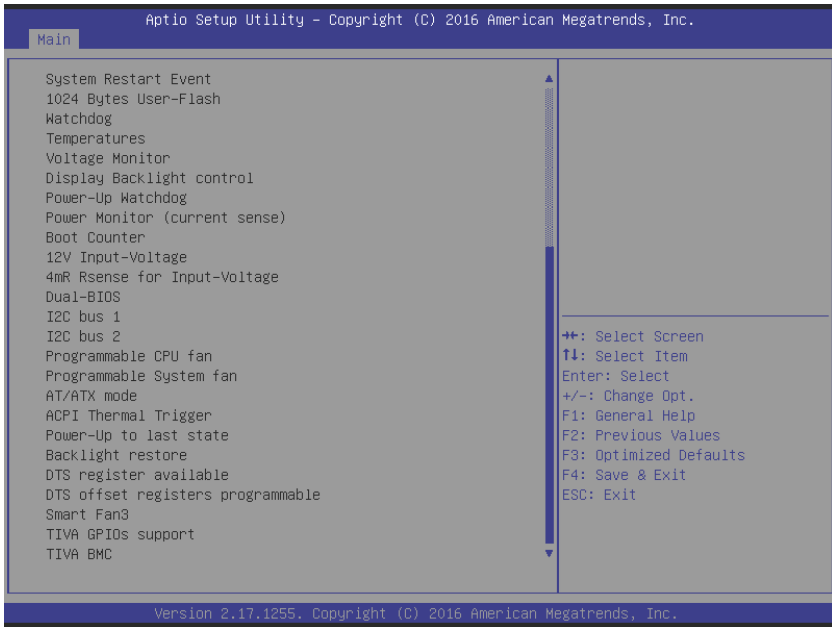 Aptio Setup Utility – Copyright (C) 2016 American Megatrends, Inc.
Main
System Restart Event
1024 Bytes User-Flash
Watchdog
Temperatures
Voltage Monitor
Display Backlight control
Power-Up Watchdog
Power Monitor (current sense)
Boot Counter
12V Input-Voltage
4mR Rsense for Input-Voltage
Dual-BIOS
I2C bus 1
I2C bus 2
Programmable CPU fan
Programmable System fan
AT/ATX mode
ACPI Thermal Trigger
Power-Up to last state
Backlight restore
DTS register available
DTS offset registers programmable
Smart Fan3
TIVA GPIOs support
TIVA BMC
→←: Select Screen
↑↓: Select Item
Enter: Select
+/-: Change Opt.
F1: General Help
F2: Previous Values
F3: Optimized Defaults
F4: Save & Exit
ESC: Exit
Version 2.17.1255. Copyright (C) 2016 American Megatrends, Inc.